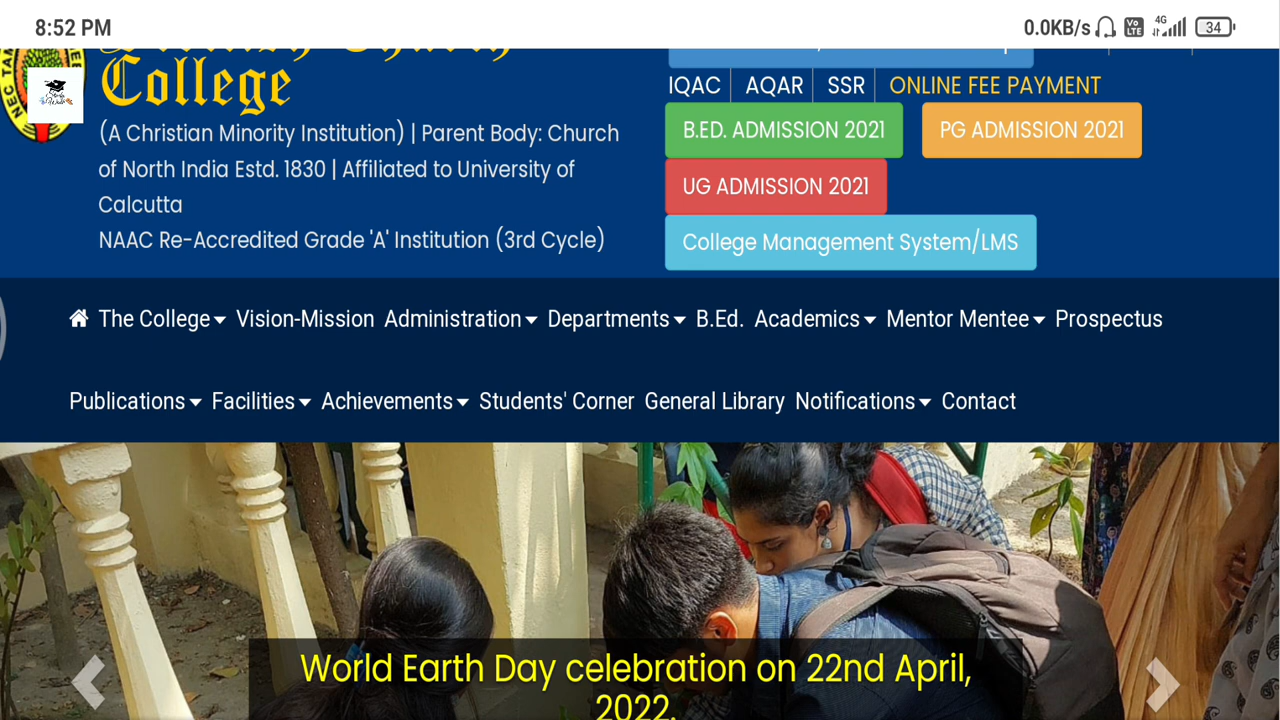 8:52 PM
0.0KB/s
Vo LTE
4G
34
College
(A Christian Minority Institution) | Parent Body: Church
of North India Estd. 1830 | Affiliated to University of
Calcutta
NAAC Re-Accredited Grade 'A' Institution (3rd Cycle)
IQAC AQAR SSR ONLINE FEE PAYMENT
B.ED. ADMISSION 2021 PG ADMISSION 2021
UG ADMISSION 2021
College Management System/LMS
The College Vision-Mission Administration Departments B.Ed. Academics Mentor Mentee Prospectus
Publications Facilities Achievements Students' Corner General Library Notifications Contact
World Earth Day celebration on 22nd April,
2022.